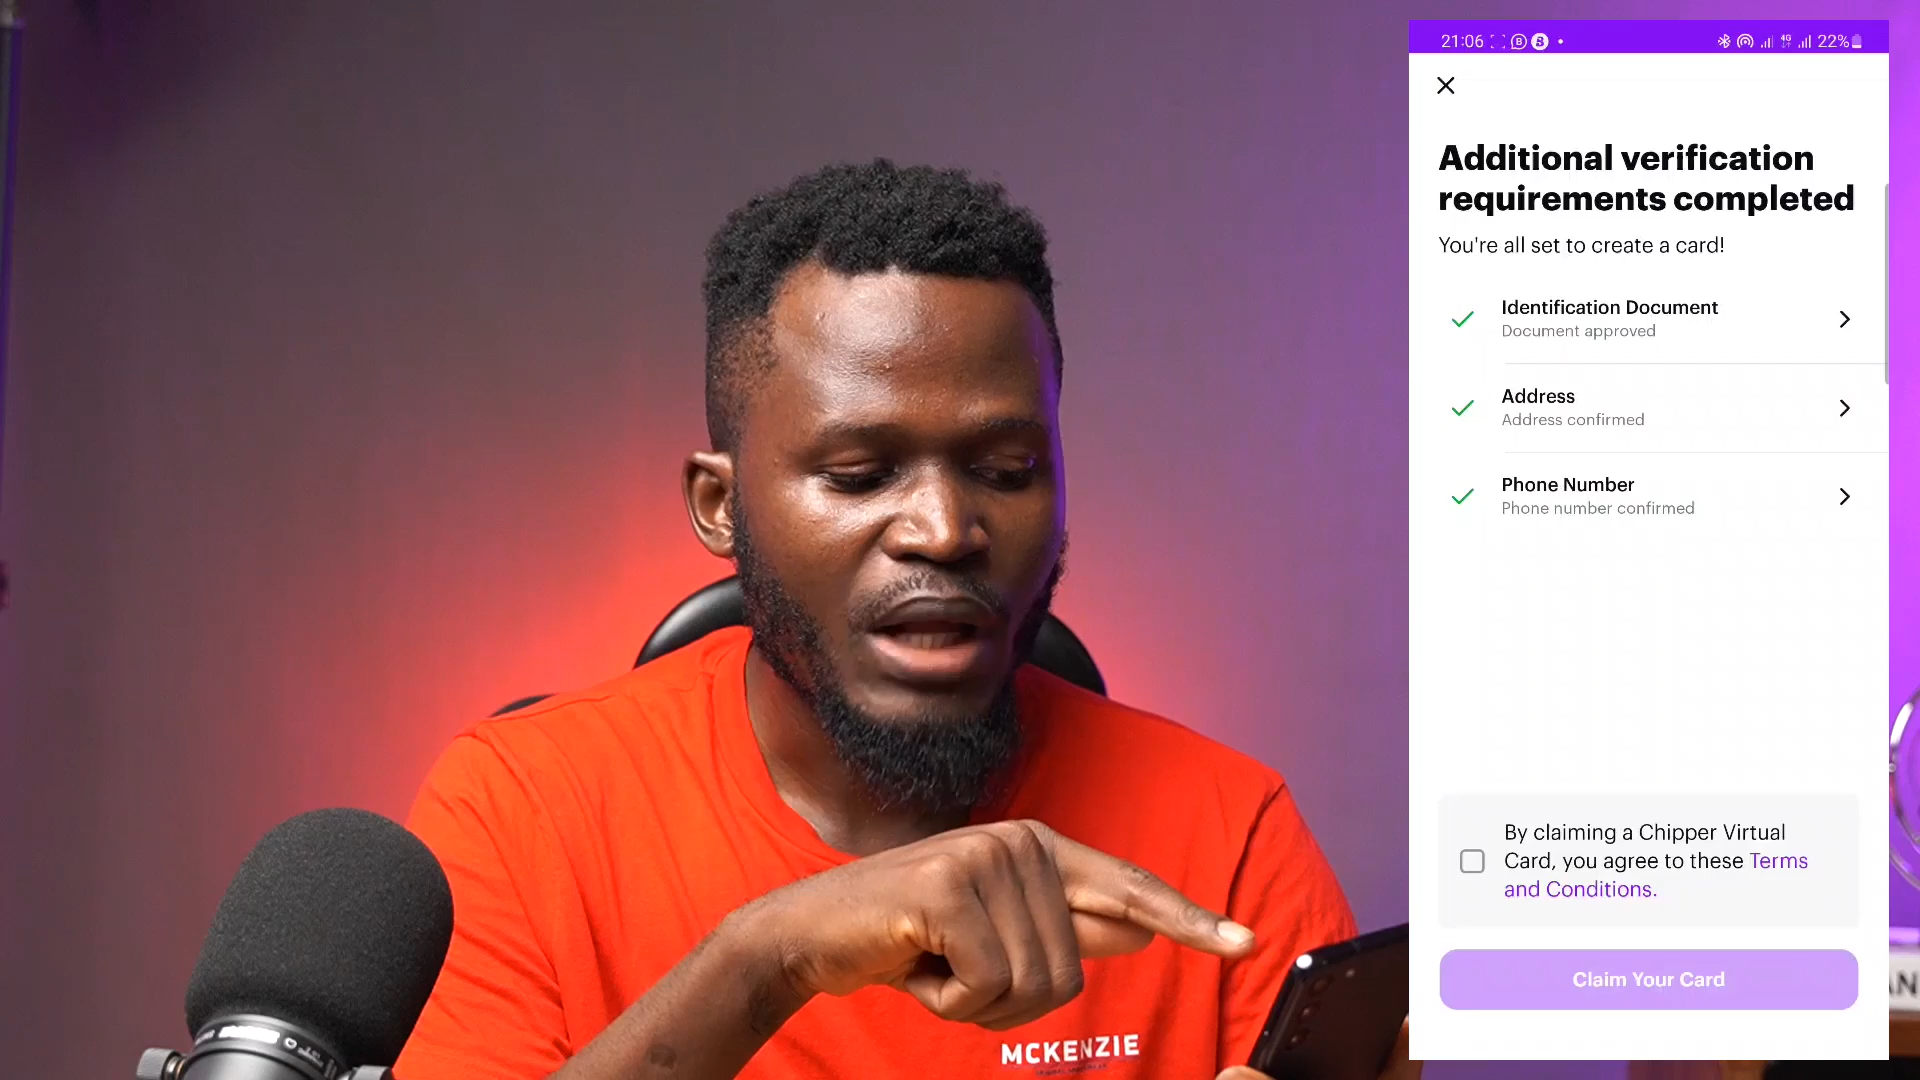 21:06
22%
Additional verification
requirements completed
You're all set to create a card!
Identification Document
Document approved
Address
Address confirmed
Phone Number
Phone number confirmed
By claiming a Chipper Virtual
Card, you agree to these Terms
and Conditions.
Claim Your Card
MCKENZIE
AN